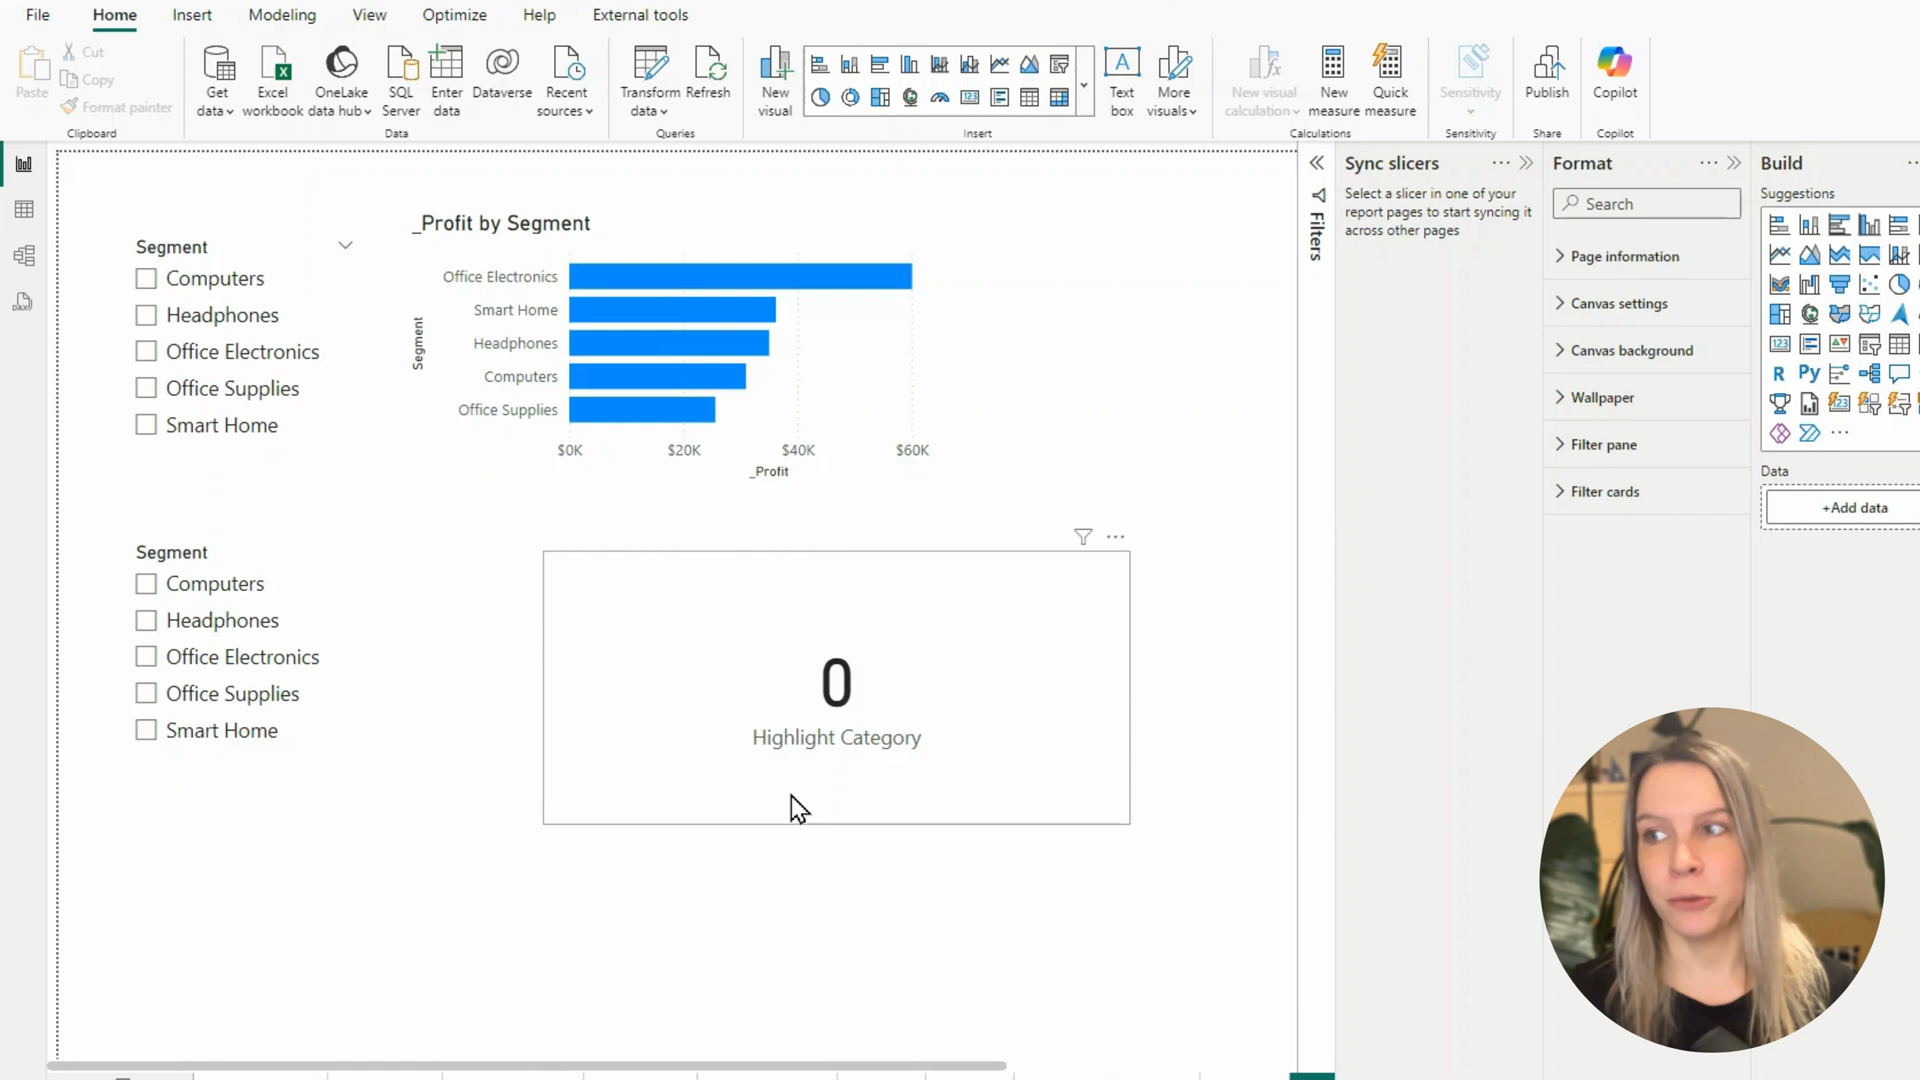 File Home Insert Modeling View Optimize Help External tools
Paste
Cut
Copy
Format painter
Clipboard
Get data
Excel workbook
OneLake data hub
SQL Server
Enter data
Dataverse
Recent sources
Data
Transform data
Refresh
Queries
New visual
Text box
More visuals
Insert
New visual calculation
New measure
Quick measure
Calculations
Sensitivity
Sensitivity
Publish
Share
Copilot
Copilot
DAX
_Profit by Segment
Segment
Computers
Headphones
Office Electronics
Office Supplies
Smart Home
Segment
Office Electronics
Smart Home
Headphones
Computers
Office Supplies
$0K $20K $40K $60K
_Profit
Segment
Computers
Headphones
Office Electronics
Office Supplies
Smart Home
0
Highlight Category
Filters
Sync slicers
Select a slicer in one of your
report pages to start syncing it
across other pages
Format
Search
Page information
Canvas settings
Canvas background
Wallpaper
Filter pane
Filter cards
Build
Suggestions
123
R Py
Data
+Add data